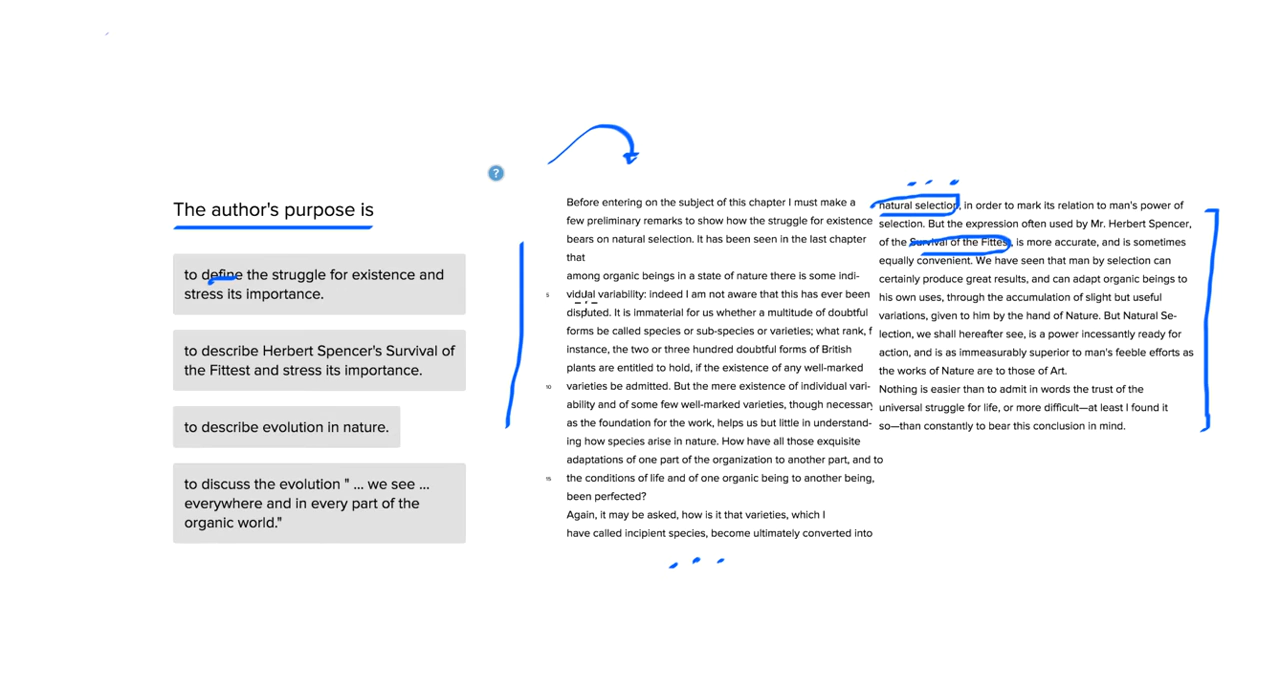 The author's purpose is
to define the struggle for existence and
stress its importance.
to describe Herbert Spencer's Survival of
the Fittest and stress its importance.
to describe evolution in nature.
to discuss the evolution " ... we see ...
everywhere and in every part of the
organic world."
?
Before entering on the subject of this chapter I must make a
few preliminary remarks to show how the struggle for existence
bears on natural selection. It has been seen in the last chapter
that
among organic beings in a state of nature there is some indi-
5 vidual variability: indeed I am not aware that this has ever been
disputed. It is immaterial for us whether a multitude of doubtful
forms be called species or sub-species or varieties; what rank, f
instance, the two or three hundred doubtful forms of British
plants are entitled to hold, if the existence of any well-marked
10 varieties be admitted. But the mere existence of individual vari-
ability and of some few well-marked varieties, though necessary
as the foundation for the work, helps us but little in understand-
ing how species arise in nature. How have all those exquisite
adaptations of one part of the organization to another part, and to
15 the conditions of life and of one organic being to another being,
been perfected?
Again, it may be asked, how is it that varieties, which I
have called incipient species, become ultimately converted into
natural selection, in order to mark its relation to man's power of
selection. But the expression often used by Mr. Herbert Spencer,
of the Survival of the Fittest, is more accurate, and is sometimes
equally convenient. We have seen that man by selection can
certainly produce great results, and can adapt organic beings to
his own uses, through the accumulation of slight but useful
variations, given to him by the hand of Nature. But Natural Se-
lection, we shall hereafter see, is a power incessantly ready for
action, and is as immeasurably superior to man's feeble efforts as
the works of Nature are to those of Art.
Nothing is easier than to admit in words the trust of the
universal struggle for life, or more difficult—at least I found it
so—than constantly to bear this conclusion in mind.